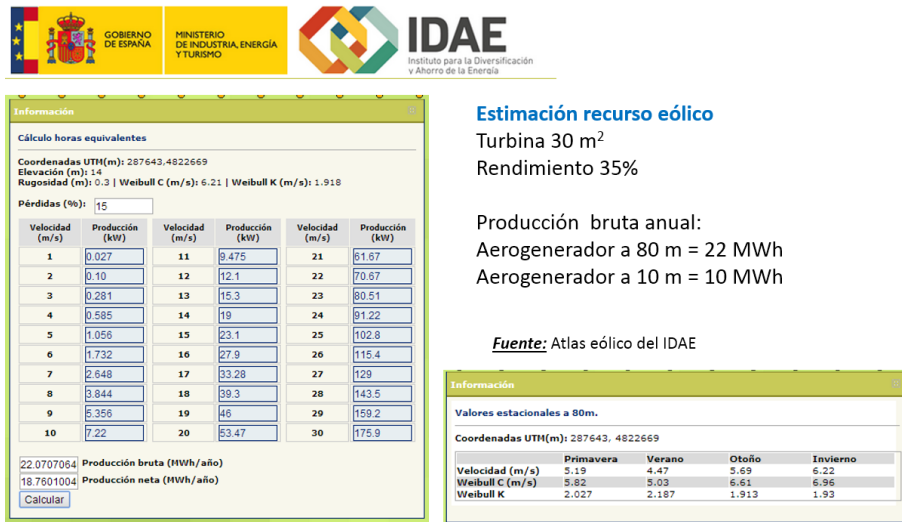 GOBIERNO
DE ESPAÑA
MINISTERIO
DE INDUSTRIA, ENERGÍA
Y TURISMO
IDAE
Instituto para la Diversificación
y Ahorro de la Energía
Información
Cálculo horas equivalentes
Coordenadas UTM(m): 287643,4822669
Elevación (m): 14
Rugosidad (m): 0.3 | Weibull C (m/s): 6.21 | Weibull K (m/s): 1.918
Pérdidas (%): 15
Velocidad (m/s) Producción (kW) Velocidad (m/s) Producción (kW) Velocidad (m/s) Producción (kW)
1 0.027 11 9.475 21 61.67
2 0.10 12 12.1 22 70.67
3 0.281 13 15.3 23 80.51
4 0.585 14 19 24 91.22
5 1.056 15 23.1 25 102.8
6 1.732 16 27.9 26 115.4
7 2.648 17 33.28 27 129
8 3.844 18 39.3 28 143.5
9 5.356 19 46 29 159.2
10 7.22 20 53.47 30 175.9
22.0707064 Producción bruta (MWh/año)
18.7601004 Producción neta (MWh/año)
Calcular
Estimación recurso eólico
Turbina 30 m²
Rendimiento 35%
Producción bruta anual:
Aerogenerador a 80 m = 22 MWh
Aerogenerador a 10 m = 10 MWh
Fuente: Atlas eólico del IDAE
Información
Valores estacionales a 80m.
Coordenadas UTM(m): 287643, 4822669
Primavera Verano Otoño Invierno
Velocidad (m/s) 5.19 4.47 5.69 6.22
Weibull C (m/s) 5.82 5.03 6.61 6.96
Weibull K 2.027 2.187 1.913 1.93